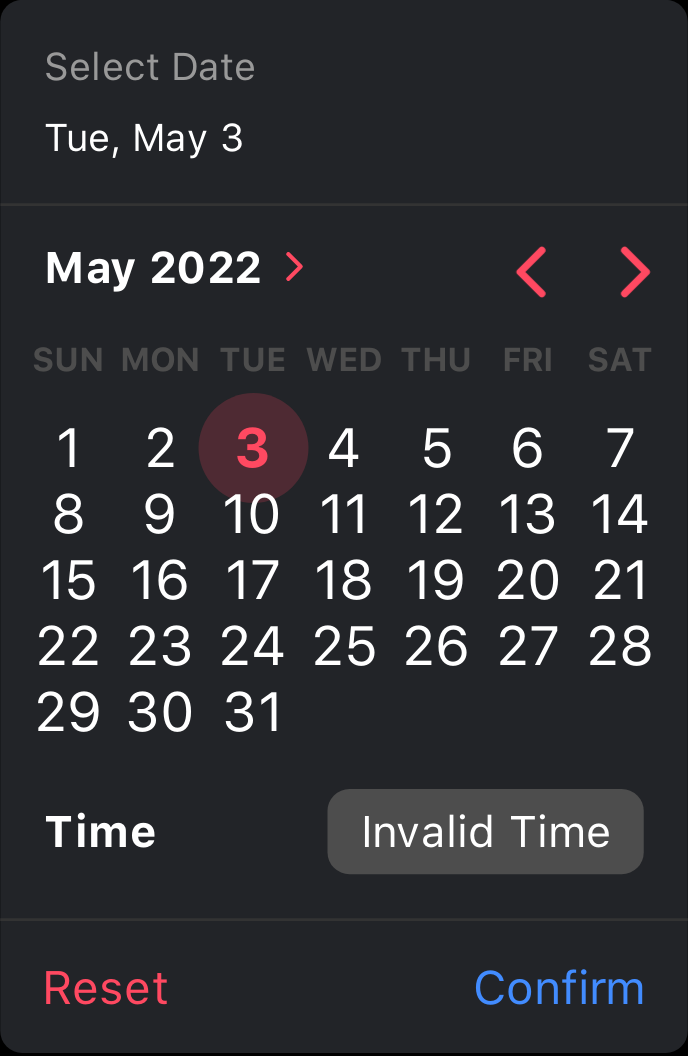 Select Date
Tue, May 3
May 2022
SUN MON TUE WED THU FRI SAT
1 2 3 4 5 6 7
8 9 10 11 12 13 14
15 16 17 18 19 20 21
22 23 24 25 26 27 28
29 30 31
Time Invalid Time
Reset Confirm